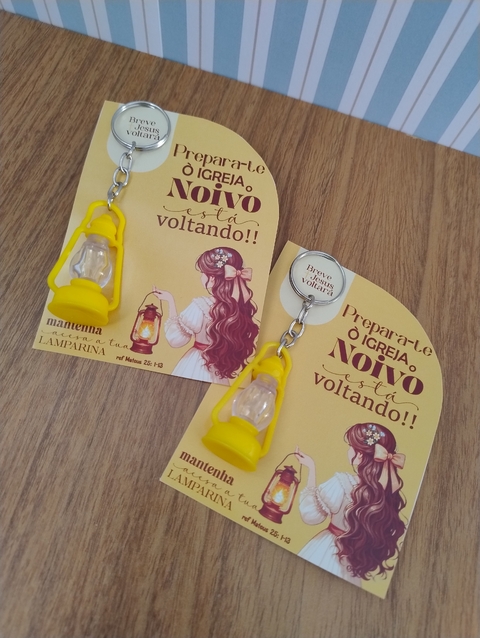 Breve
Jesus
voltará
Prepara-te
Ò IGREJA
O
NOIVO
está
voltando!!
mantenha
acesa a tua
LAMPARINA
ref Mateus 25: 1-13
Breve
Jesus
voltará
Prepara-te
Ò IGREJA
O
NOIVO
está
voltando!!
mantenha
acesa a tua
LAMPARINA
ref Mateus 25: 1-13